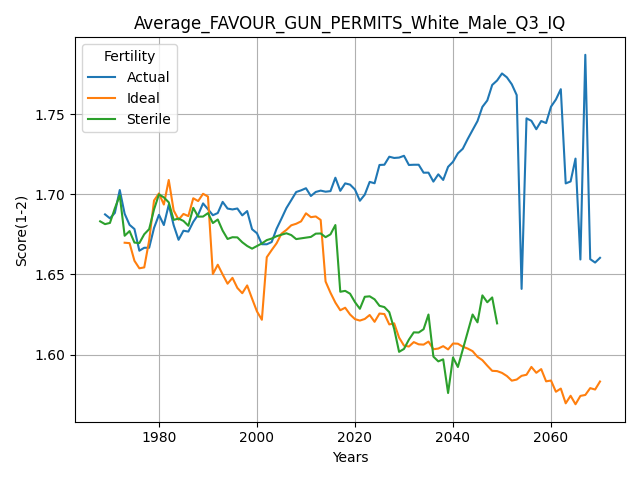 Average_FAVOUR_GUN_PERMITS_White_Male_Q3_IQ
Fertility
Actual
Ideal
Sterile
Score(1-2)
1.75
1.70
1.65
1.60
1980
2000
2020
2040
2060
Years